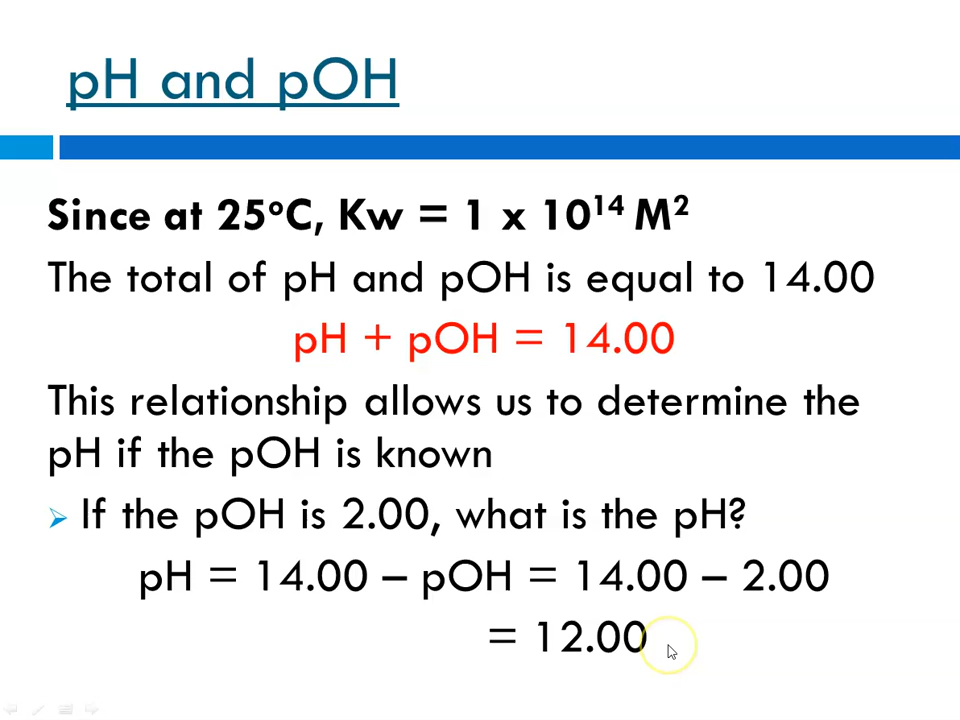 pH and pOH
Since at 25ºC, Kw = 1 x 10¹⁴ M²
The total of pH and pOH is equal to 14.00
pH + pOH = 14.00
This relationship allows us to determine the
pH if the pOH is known
➢ If the pOH is 2.00, what is the pH?
pH = 14.00 – pOH = 14.00 – 2.00
= 12.00